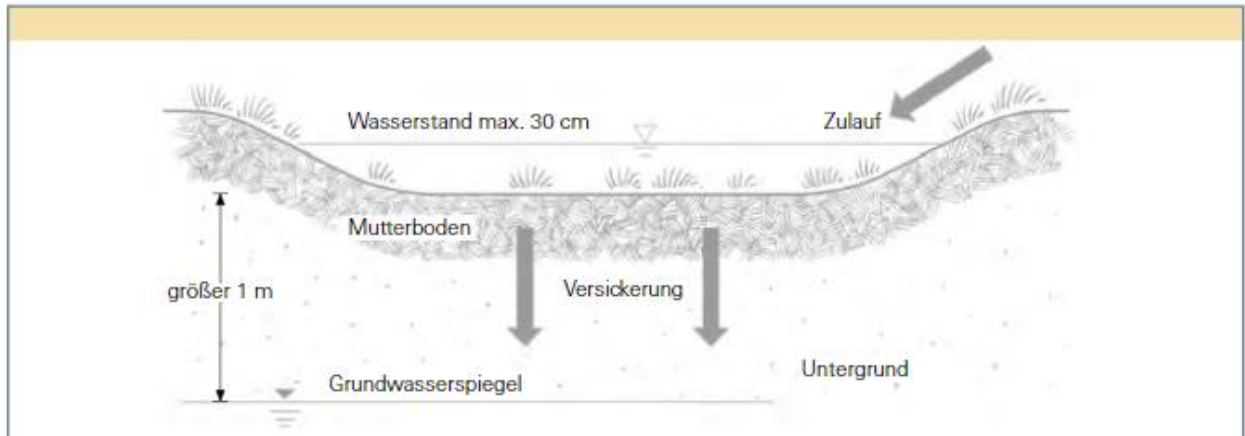 Wasserstand max. 30 cm
Zulauf
Mutterboden
größer 1 m
Versickerung
Untergrund
Grundwasserspiegel